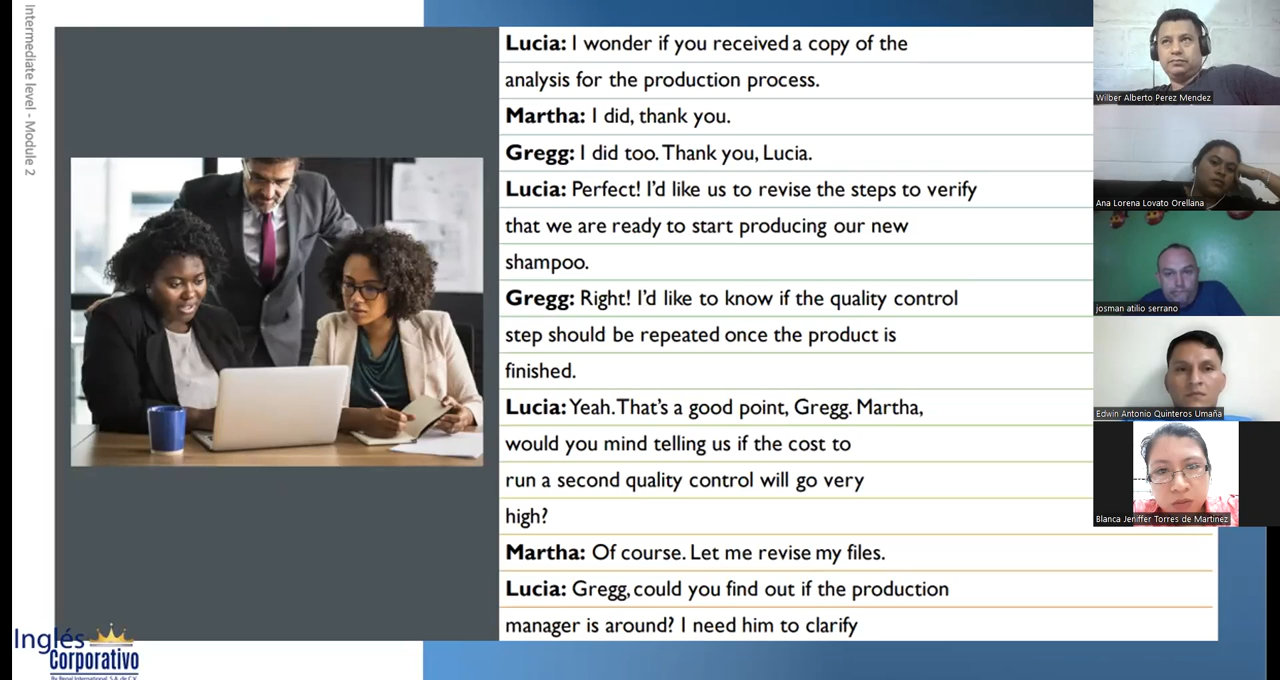 Intermediate level - Module 2
Lucia: I wonder if you received a copy of the
analysis for the production process.
Martha: I did, thank you.
Gregg: I did too. Thank you, Lucia.
Lucia: Perfect! I'd like us to revise the steps to verify
that we are ready to start producing our new
shampoo.
Gregg: Right! I'd like to know if the quality control
step should be repeated once the product is
finished.
Lucia: Yeah. That's a good point, Gregg. Martha,
would you mind telling us if the cost to
run a second quality control will go very
high?
Martha: Of course. Let me revise my files.
Lucia: Gregg, could you find out if the production
manager is around? I need him to clarify
Inglés
Corporativo
By Bernal International, S.A. de C.V.
Wilber Alberto Perez Mendez
Ana Lorena Lovato Orellana
josman atilio serrano
Edwin Antonio Quinteros Umaña
Blanca Jeniffer Torres de Martinez